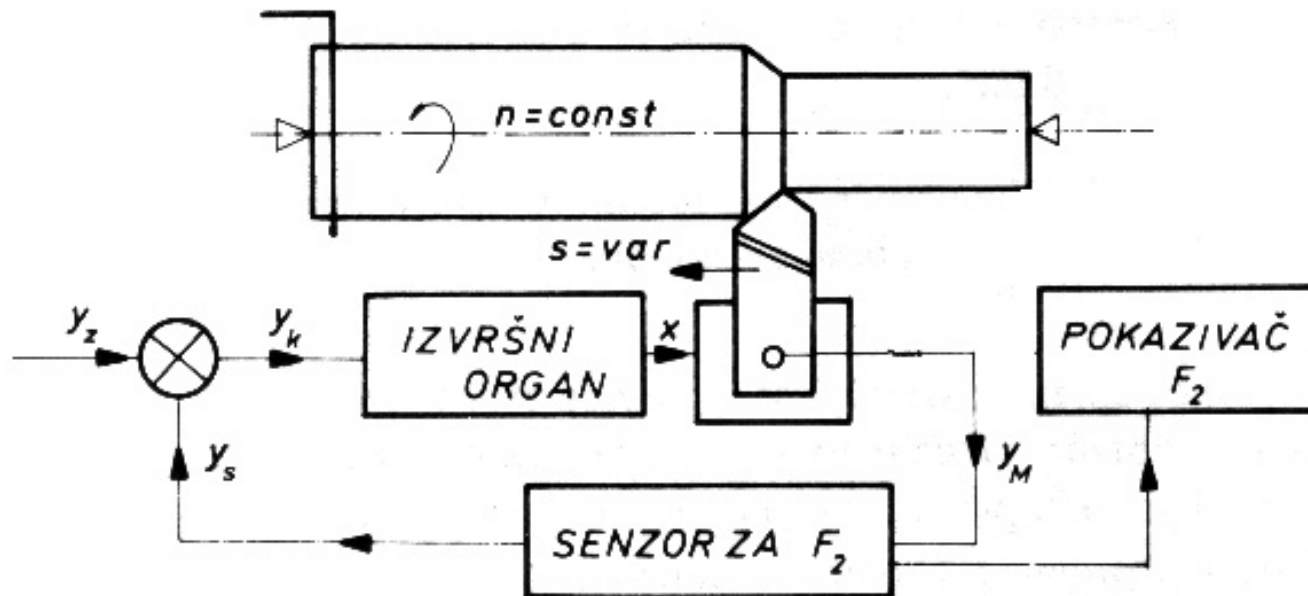 n = const
s = var
y_z
y_k
IZVRŠNI
ORGAN
x
POKAZIVAČ
F_2
y_s
y_M
SENZOR ZA F_2